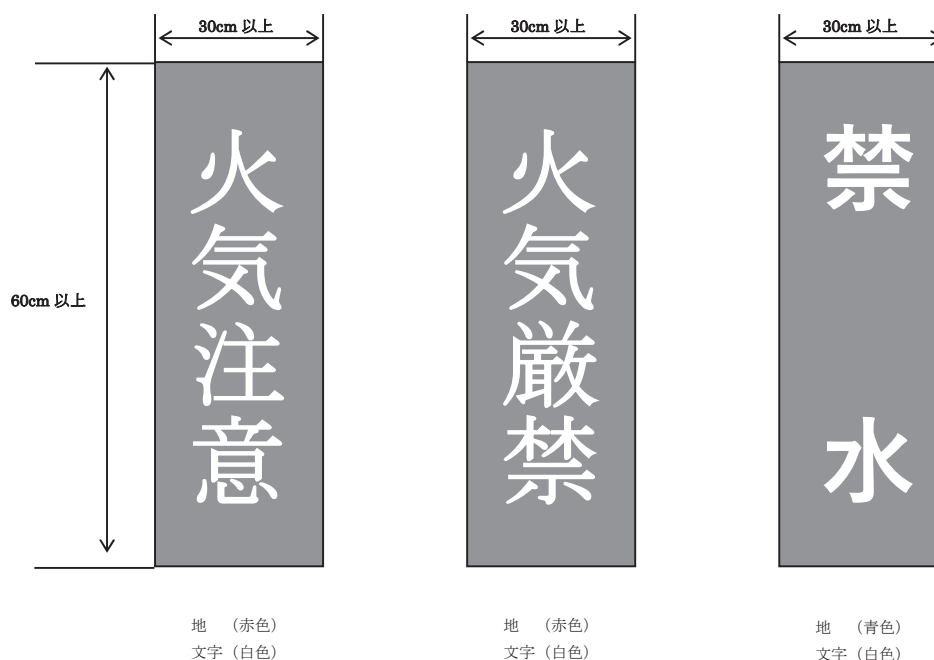 30cm 以上
30cm 以上
30cm 以上
60cm 以上
火気注意
火気厳禁
禁水
地 （赤色）
文字（白色）
地 （赤色）
文字（白色）
地 （青色）
文字（白色）